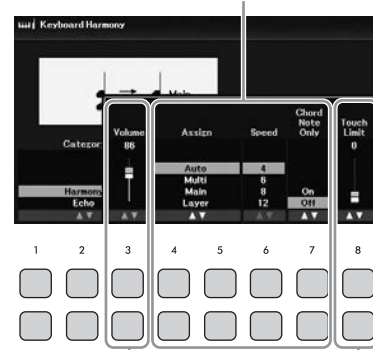 Keyboard Harmony
Main
Chord
Note
Only
Touch
Limit
Category
Volume
Assign
Speed
86
0
Auto
4
Multi
6
Harmony
Main
8
On
Echo
Layer
12
Off
1 2 3 4 5 6 7 8